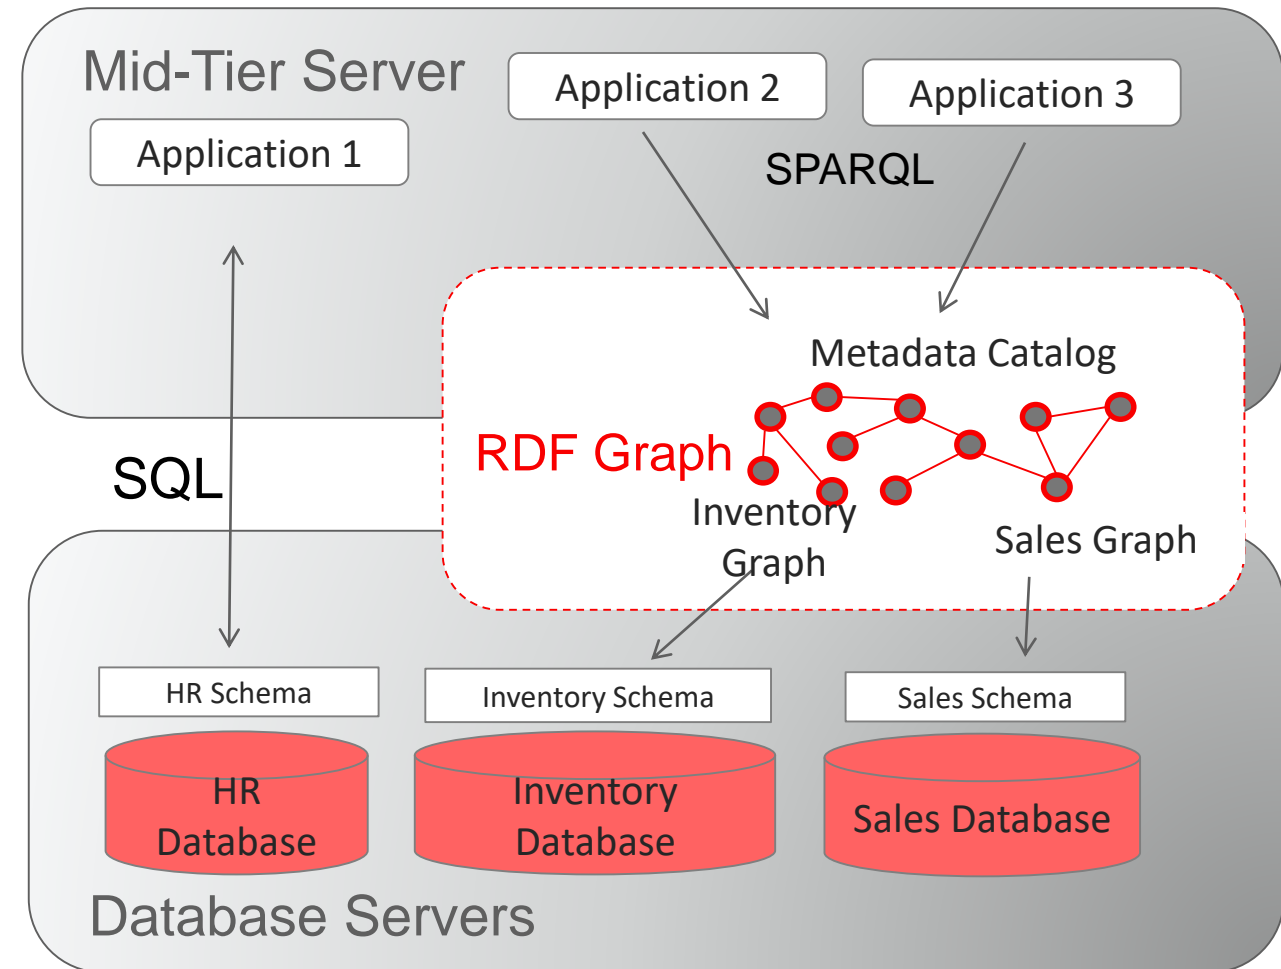 Mid-Tier Server
Application 1
Application 2
Application 3
SPARQL
Metadata Catalog
RDF Graph
SQL
Inventory
Graph
Sales Graph
HR Schema
Inventory Schema
Sales Schema
HR
Database
Inventory
Database
Sales Database
Database Servers